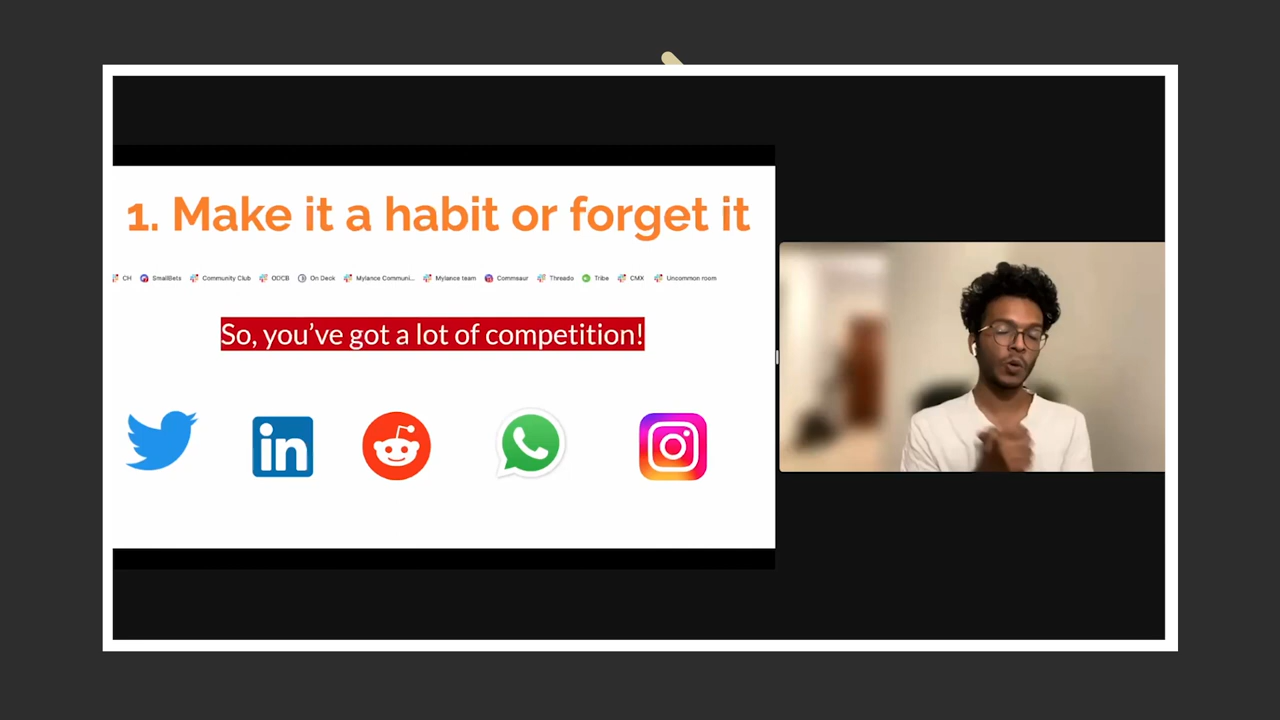 1. Make it a habit or forget it
CH SmallBets Community Club OOCB On Deck Mylance Communi... Mylance team Commsaur Threado Tribe CMX Uncommon room
So, you've got a lot of competition!
in